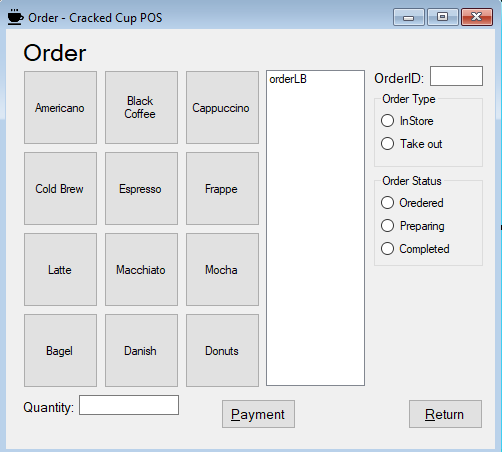 Order - Cracked Cup POS
Order
Americano
Black
Coffee
Cappuccino
Cold Brew
Espresso
Frappe
Latte
Macchiato
Mocha
Bagel
Danish
Donuts
orderLB
OrderID:
Order Type
InStore
Take out
Order Status
Oredered
Preparing
Completed
Quantity:
Payment
Return